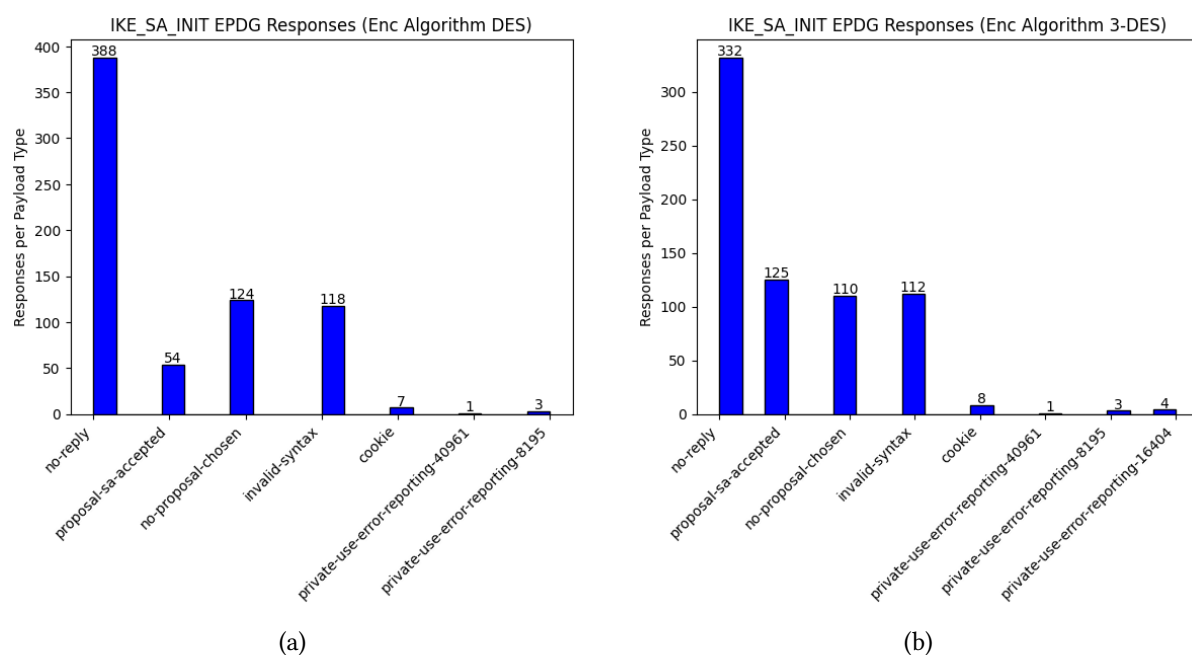 IKE_SA_INIT EPDG Responses (Enc Algorithm DES)
Responses per Payload Type
400
350
300
250
200
150
100
50
0
388
54
124
118
7
1
3
no-reply
proposal-sa-accepted
no-proposal-chosen
invalid-syntax
cookie
private-use-error-reporting-40961
private-use-error-reporting-8195
(a)
IKE_SA_INIT EPDG Responses (Enc Algorithm 3-DES)
Responses per Payload Type
300
250
200
150
100
50
0
332
125
110
112
8
1
3
4
no-reply
proposal-sa-accepted
no-proposal-chosen
invalid-syntax
cookie
private-use-error-reporting-40961
private-use-error-reporting-8195
private-use-error-reporting-16404
(b)